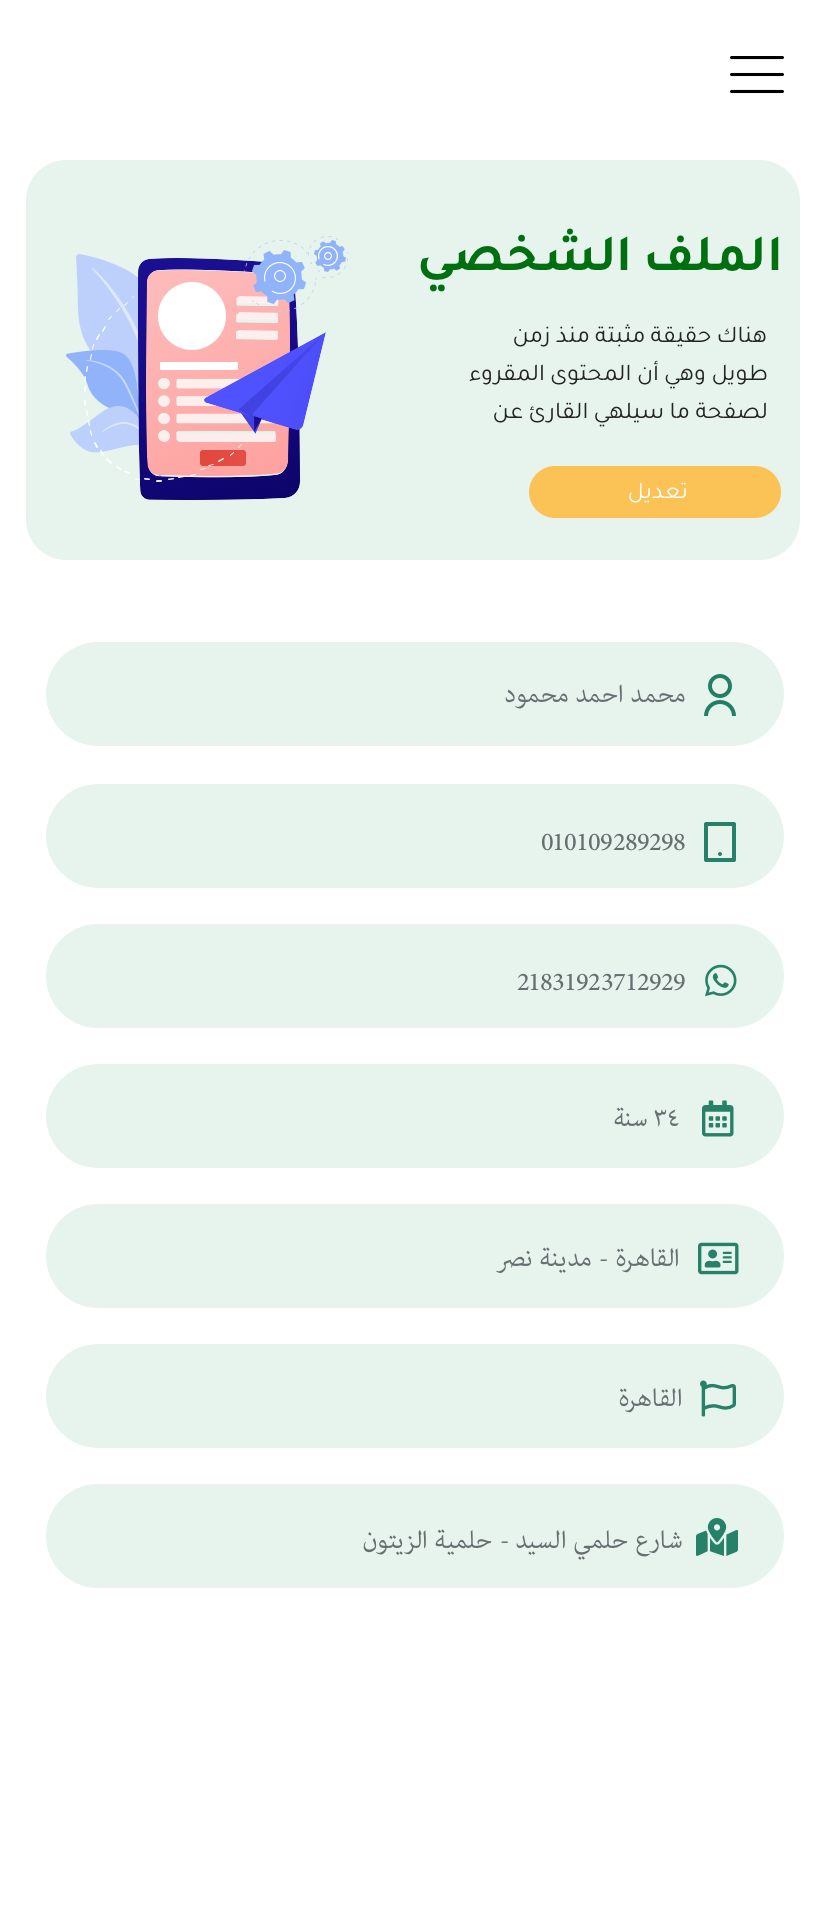 الملف الشخصي
هناك حقيقة مثبتة منذ زمن
طويل وهي أن المحتوى المقروء
لصفحة ما سيلهي القارئ عن
تعديل
محمد احمد محمود
010109289298
21831923712929
٣٤ سنة
القاهرة - مدينة نصر
القاهرة
شارع حلمي السيد - حلمية الزيتون